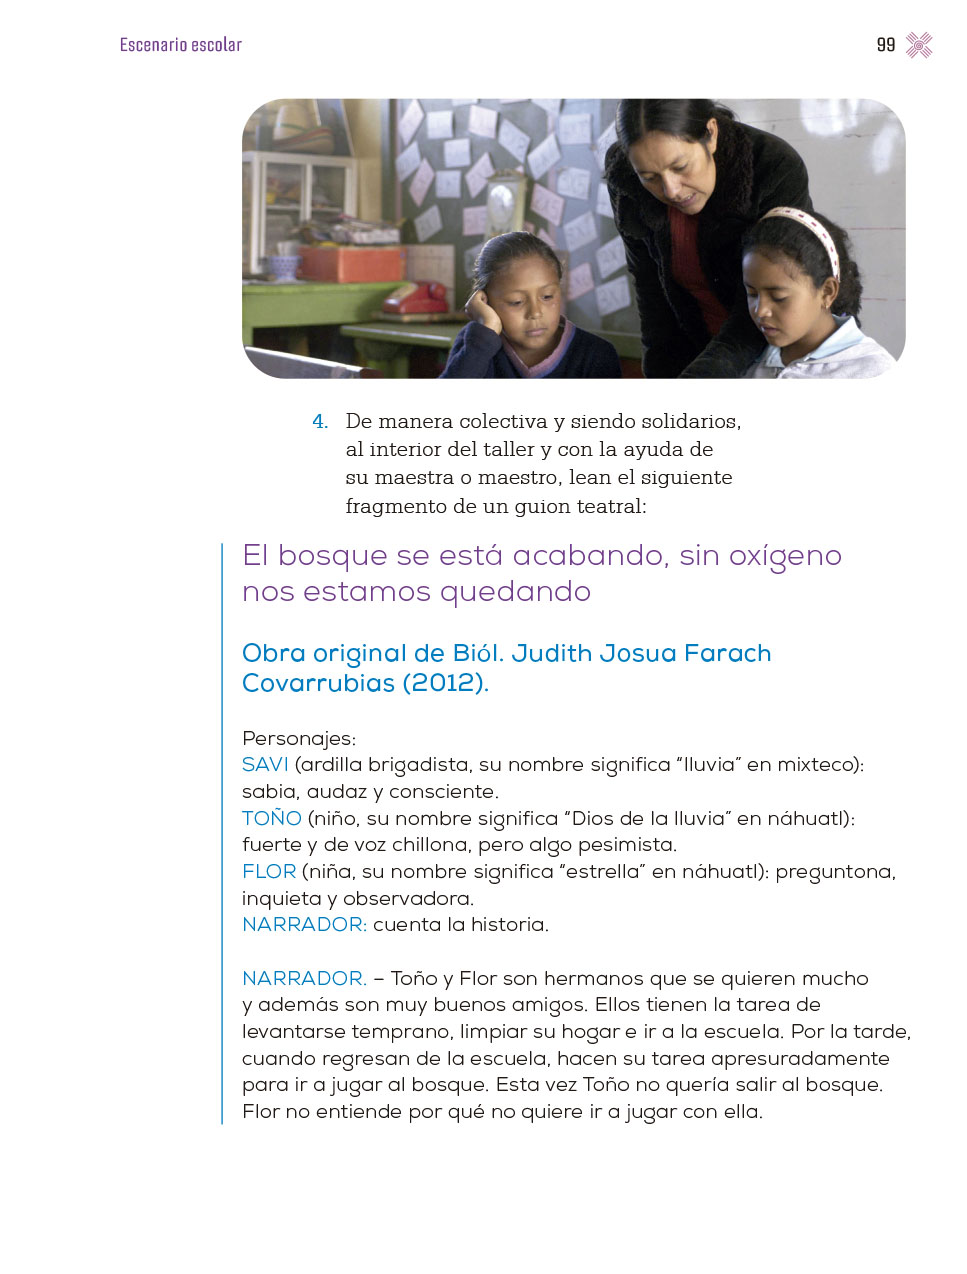 Escenario escolar
99
4. De manera colectiva y siendo solidarios,
al interior del taller y con la ayuda de
su maestra o maestro, lean el siguiente
fragmento de un guion teatral:
El bosque se está acabando, sin oxígeno
nos estamos quedando
Obra original de Biól. Judith Josua Farach
Covarrubias (2012).
Personajes:
SAVI (ardilla brigadista, su nombre significa “lluvia” en mixteco):
sabia, audaz y consciente.
TOÑO (niño, su nombre significa “Dios de la lluvia” en náhuatl):
fuerte y de voz chillona, pero algo pesimista.
FLOR (niña, su nombre significa “estrella” en náhuatl): preguntona,
inquieta y observadora.
NARRADOR: cuenta la historia.
NARRADOR. – Toño y Flor son hermanos que se quieren mucho
y además son muy buenos amigos. Ellos tienen la tarea de
levantarse temprano, limpiar su hogar e ir a la escuela. Por la tarde,
cuando regresan de la escuela, hacen su tarea apresuradamente
para ir a jugar al bosque. Esta vez Toño no quería salir al bosque.
Flor no entiende por qué no quiere ir a jugar con ella.